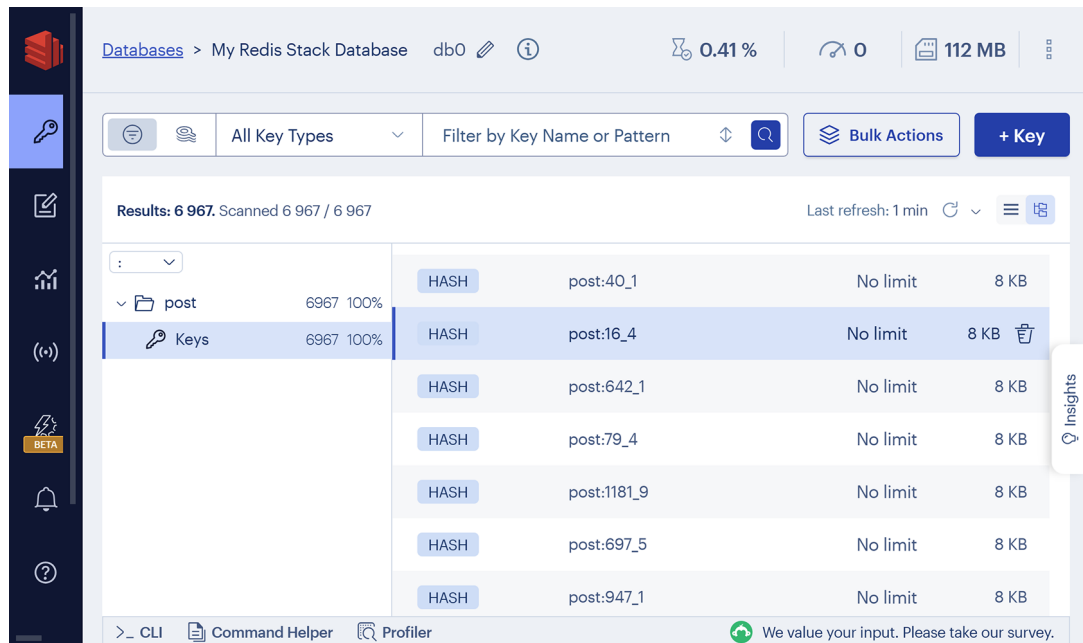 Databases > My Redis Stack Database db0 0.41 % 0 112 MB
All Key Types Filter by Key Name or Pattern Bulk Actions + Key
Results: 6 967. Scanned 6 967 / 6 967 Last refresh: 1 min
:
post 6967 100%
Keys 6967 100%
HASH post:40_1 No limit 8 KB
HASH post:16_4 No limit 8 KB
HASH post:642_1 No limit 8 KB
HASH post:79_4 No limit 8 KB
HASH post:1181_9 No limit 8 KB
HASH post:697_5 No limit 8 KB
HASH post:947_1 No limit 8 KB
Insights
BETA
>_ CLI Command Helper Profiler We value your input. Please take our survey.